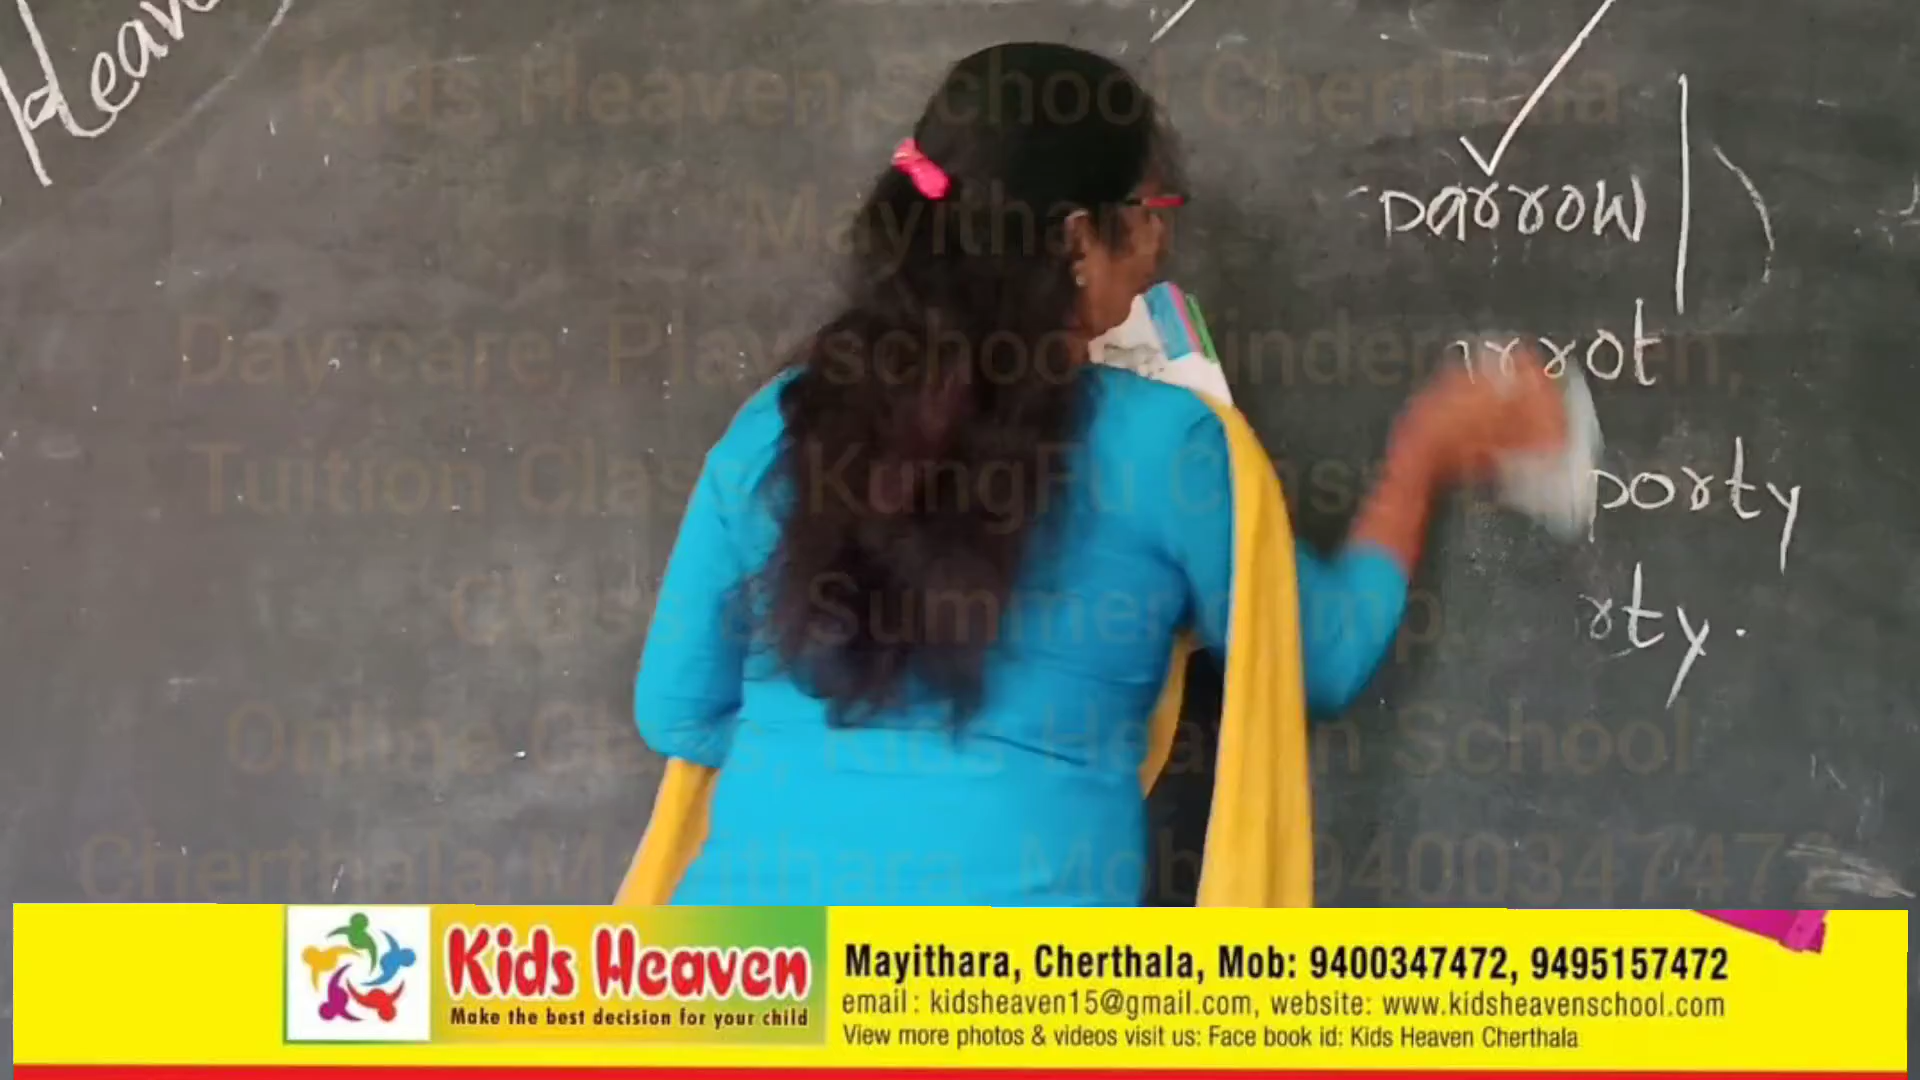 Heaven
Kids Heaven School Cherthala
Mayithara
narrow
Day care, Play school, Kindergarten,
arrot
Tuition Class, KungFu Class,
porty
Class & Summer camp,
rty.
Online Class, Kids Heaven School
Cherthala, Mayithara, Mob: 9400347472
Kids Heaven
Make the best decision for your child
Mayithara, Cherthala, Mob: 9400347472, 9495157472
email : kidsheaven15@gmail.com, website: www.kidsheavenschool.com
View more photos & videos visit us: Face book id: Kids Heaven Cherthala